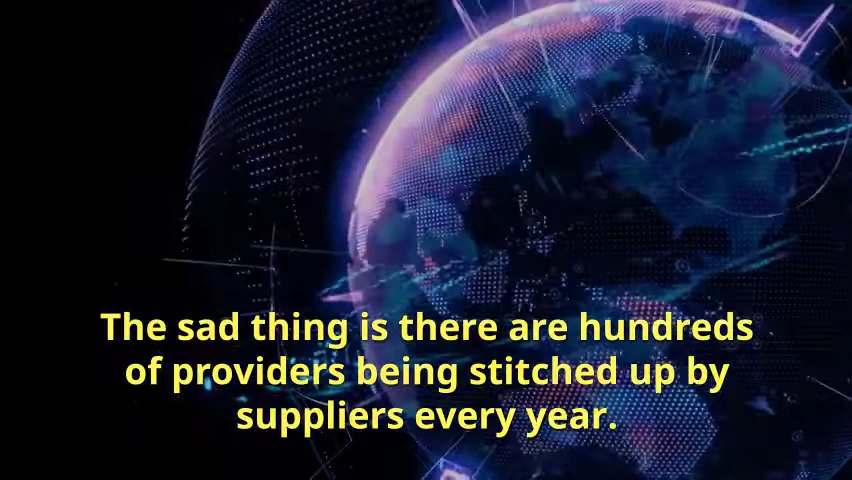 The sad thing is there are hundreds
of providers being stitched up by
suppliers every year.